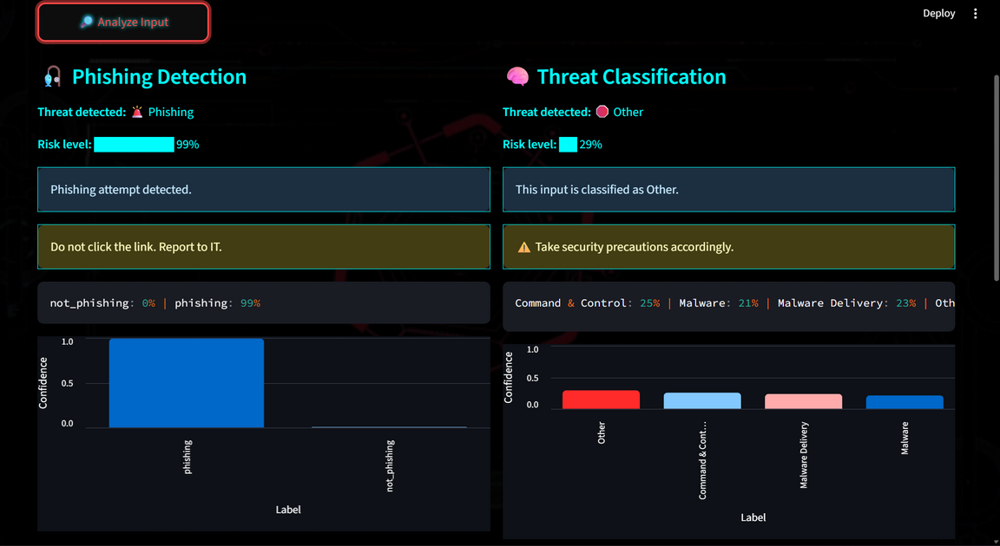 Deploy
Analyze Input
Phishing Detection
Threat detected: Phishing
Risk level: 99%
Phishing attempt detected.
Do not click the link. Report to IT.
not_phishing: 0% | phishing: 99%
Confidence
1.0
0.5
0.0
phishing
not_phishing
Label
Threat Classification
Threat detected: Other
Risk level: 29%
This input is classified as Other.
Take security precautions accordingly.
Command & Control: 25% | Malware: 21% | Malware Delivery: 23% | Oth
Confidence
1.0
0.5
0.0
Other
Command & Cont...
Malware Delivery
Malware
Label